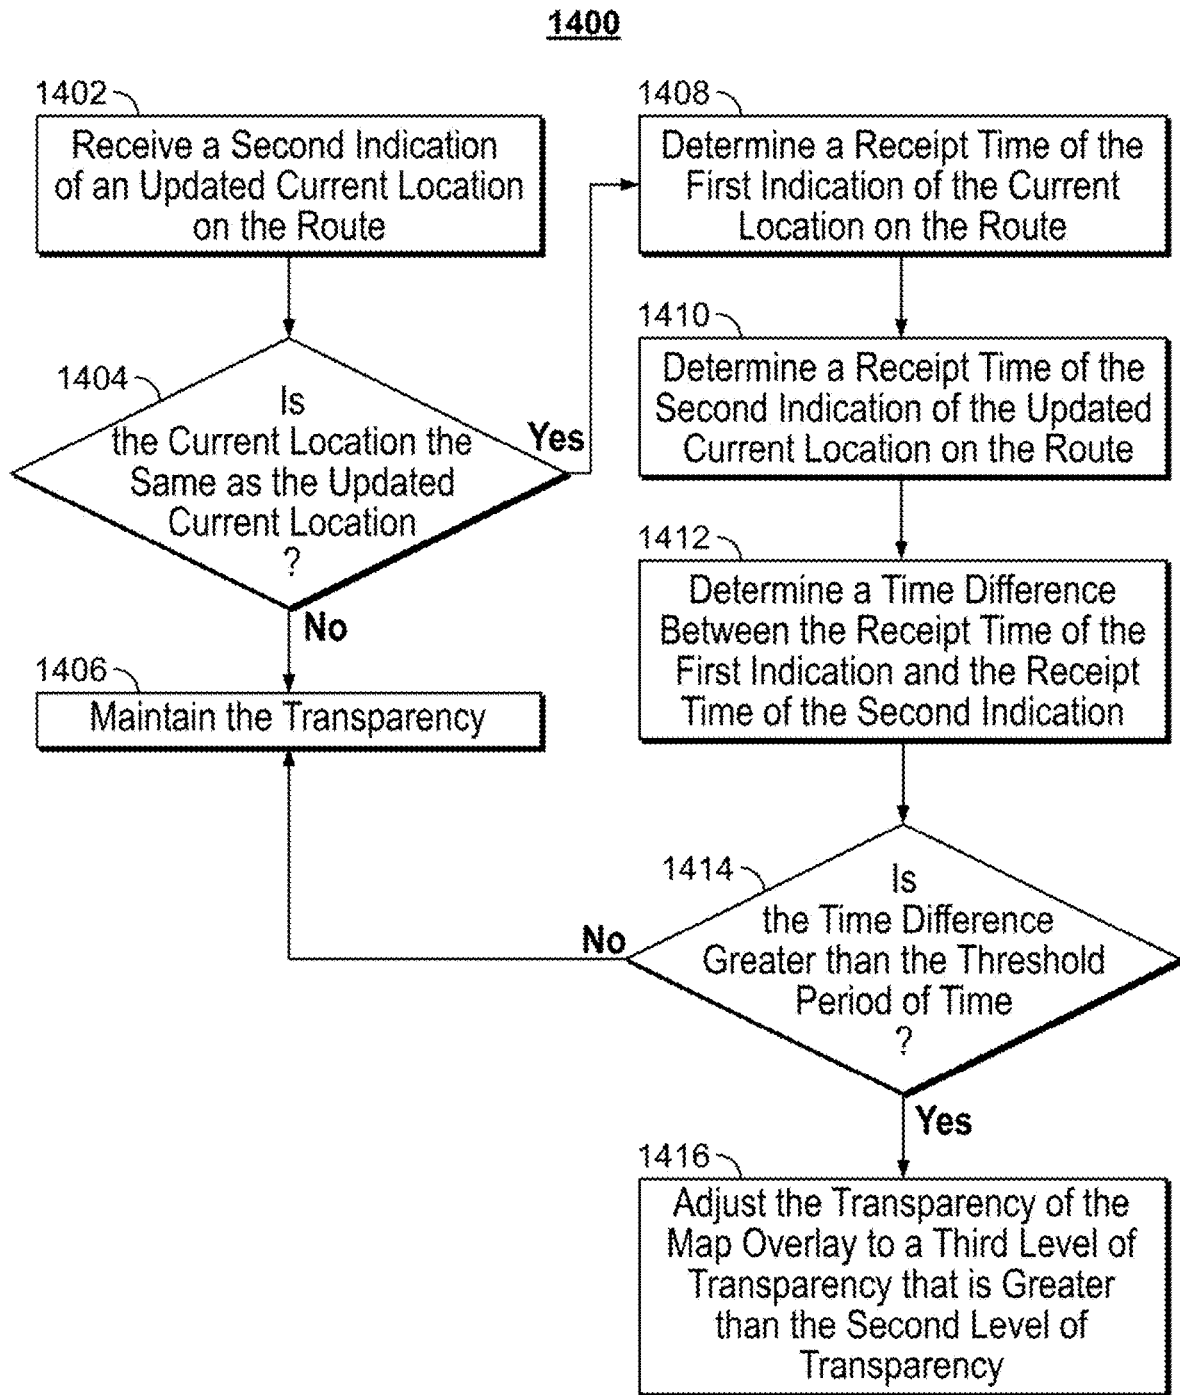 1400
1402
Receive a Second Indication
of an Updated Current Location
on the Route
1404
Is
the Current Location the
Same as the Updated
Current Location
?
Yes
No
1406
Maintain the Transparency
1408
Determine a Receipt Time of the
First Indication of the Current
Location on the Route
1410
Determine a Receipt Time of the
Second Indication of the Updated
Current Location on the Route
1412
Determine a Time Difference
Between the Receipt Time of the
First Indication and the Receipt
Time of the Second Indication
1414
Is
the Time Difference
Greater than the Threshold
Period of Time
?
No
Yes
1416
Adjust the Transparency of the
Map Overlay to a Third Level of
Transparency that is Greater
than the Second Level of
Transparency